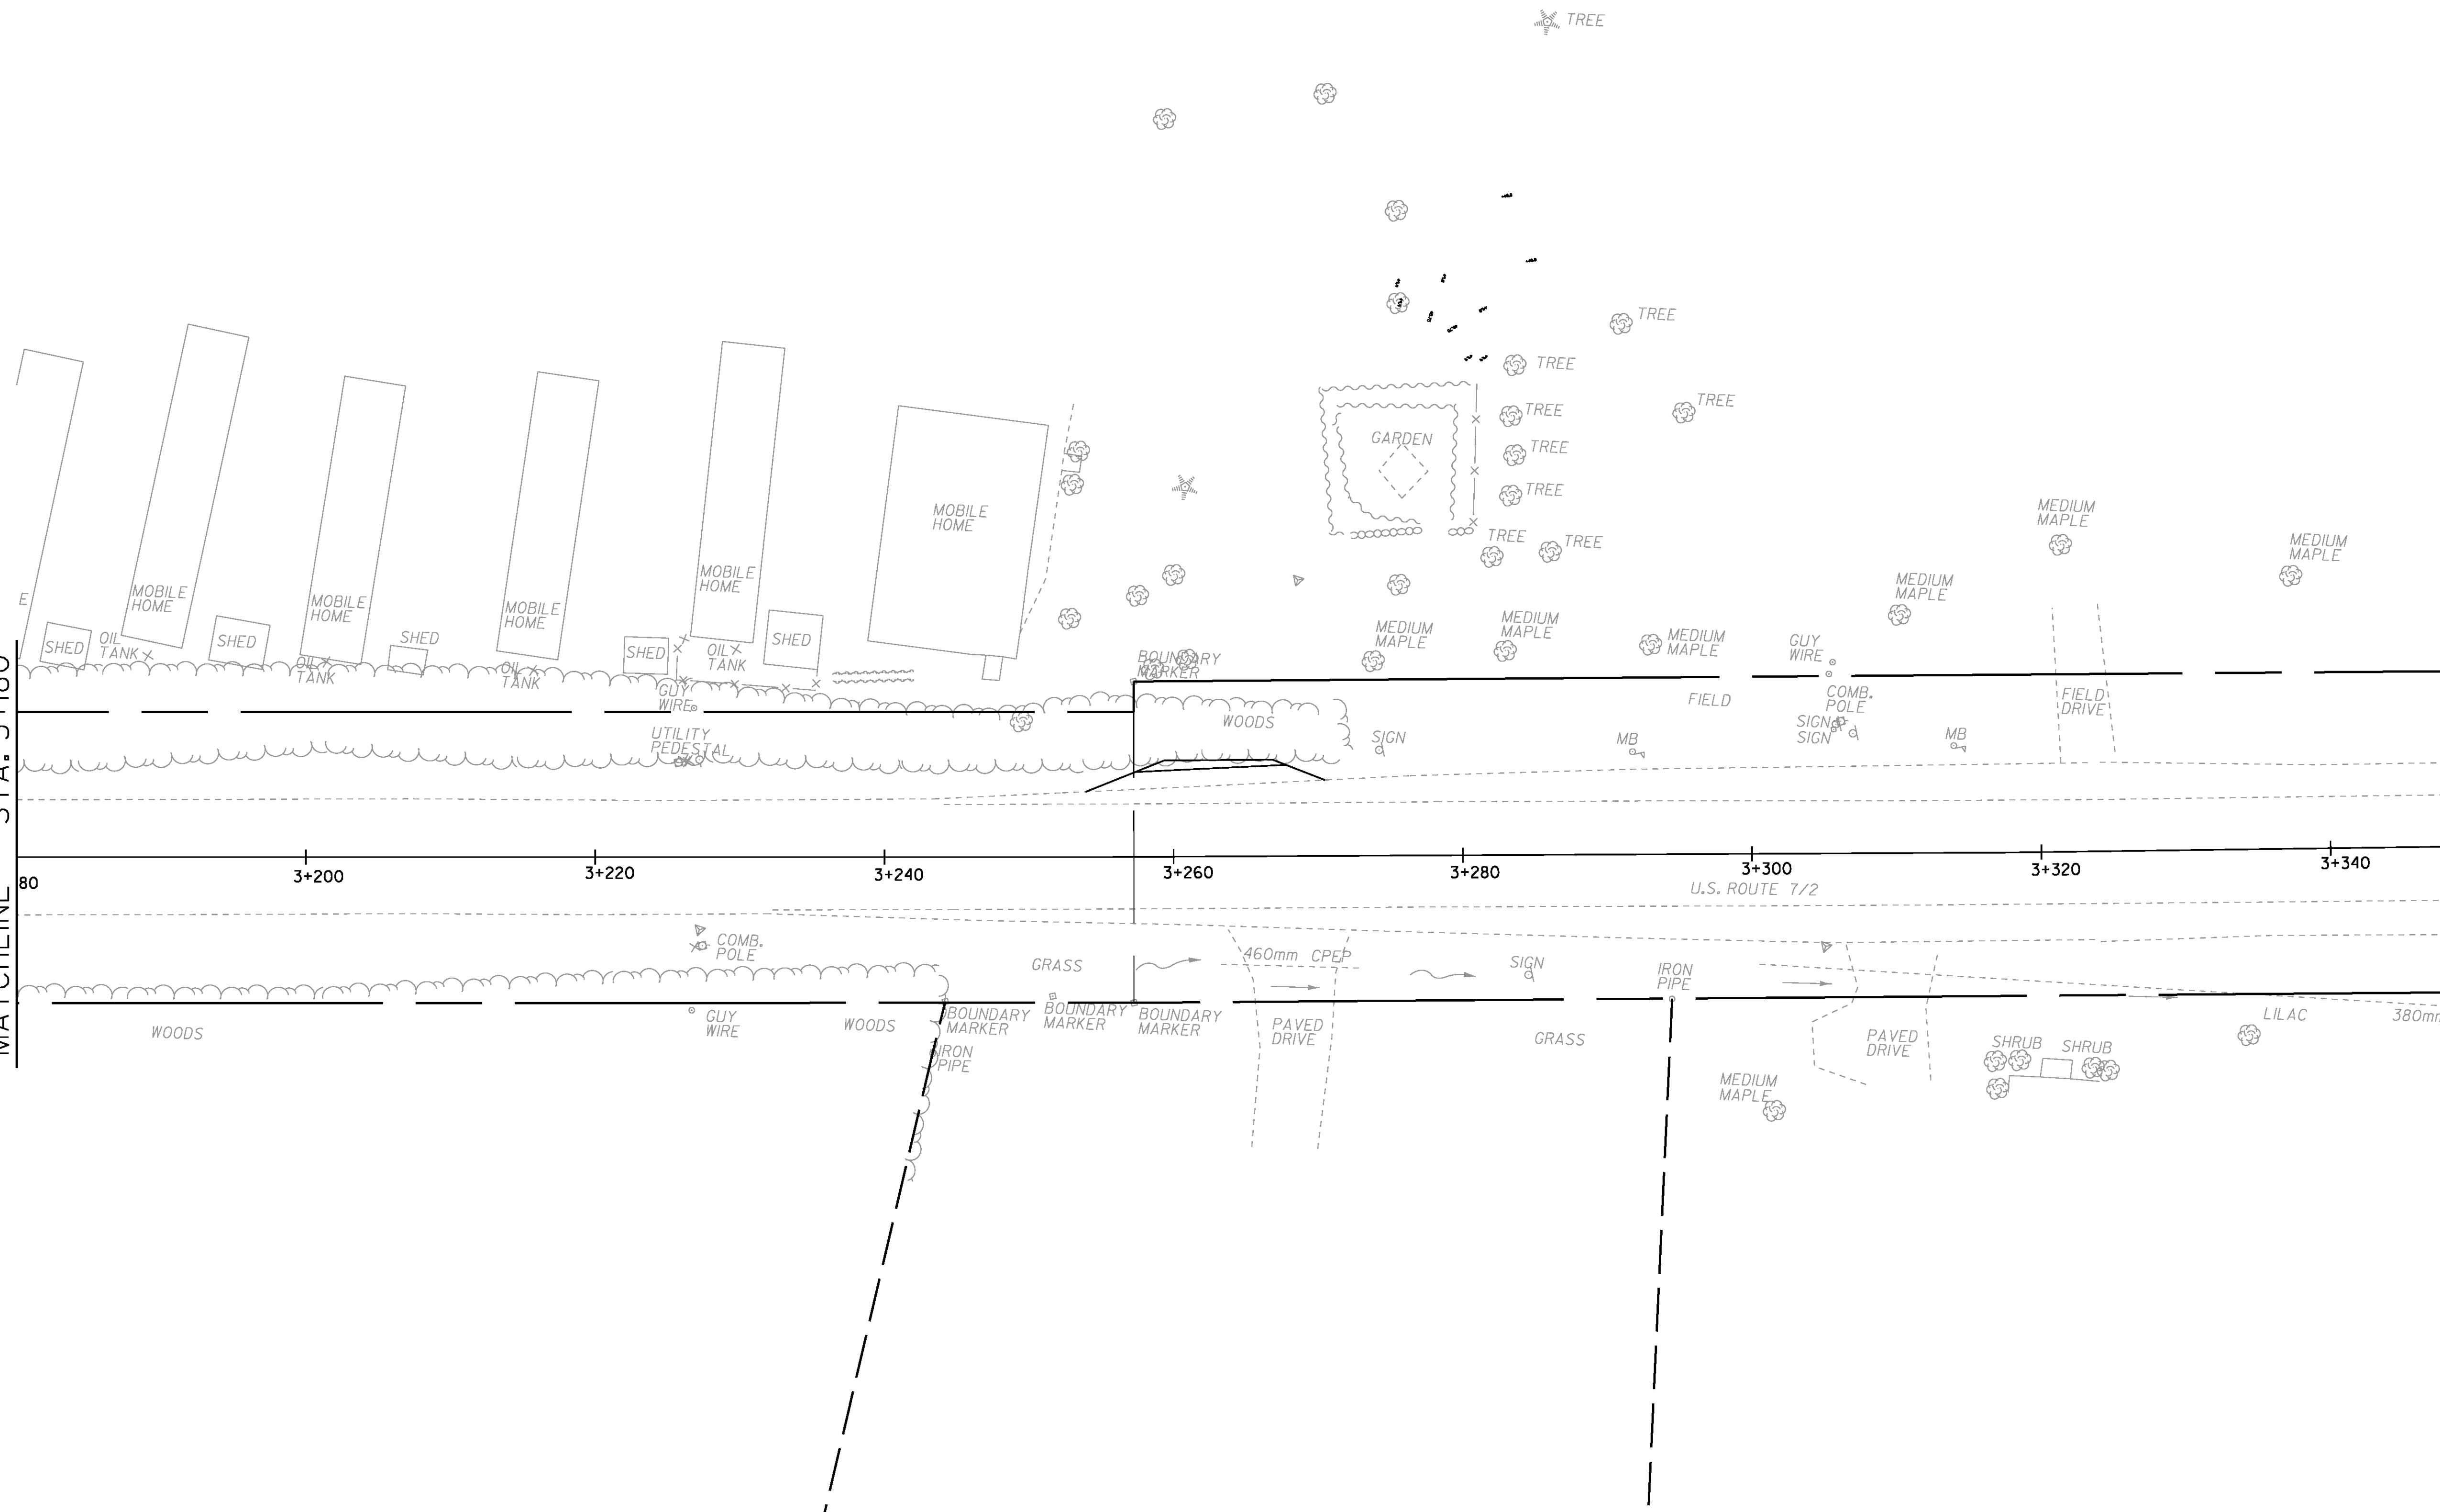 TREE
TREE
TREE
TREE
TREE
GARDEN
TREE
TREE
MOBILE
HOME
MEDIUM
MAPLE
TREE
TREE
MEDIUM
MAPLE
MOBILE
HOME
MEDIUM
MAPLE
MOBILE
HOME
MOBILE
HOME
MOBILE
HOME
E
MEDIUM
MAPLE
MEDIUM
MAPLE
MEDIUM
MAPLE
GUY
WIRE
SHED
OIL
TANK
SHED
SHED
SHED
OIL
TANK
SHED
OIL
TANK
OIL
TANK
BOUNDARY
MARKER
GUY
WIRE
FIELD
COMB.
POLE
FIELD
DRIVE
WOODS
SIGN
SIGN
UTILITY
PEDESTAL
SIGN
MB
MB
80
3+200
3+220
3+240
3+260
3+280
3+300
3+320
3+340
U.S. ROUTE 7/2
MATCHLINE STA. 3+180
COMB.
POLE
GRASS
460mm CPEP
SIGN
IRON
PIPE
WOODS
GUY
WIRE
WOODS
BOUNDARY
MARKER
BOUNDARY
MARKER
BOUNDARY
MARKER
PAVED
DRIVE
GRASS
PAVED
DRIVE
LILAC
380mm
IRON
PIPE
SHRUB
SHRUB
MEDIUM
MAPLE